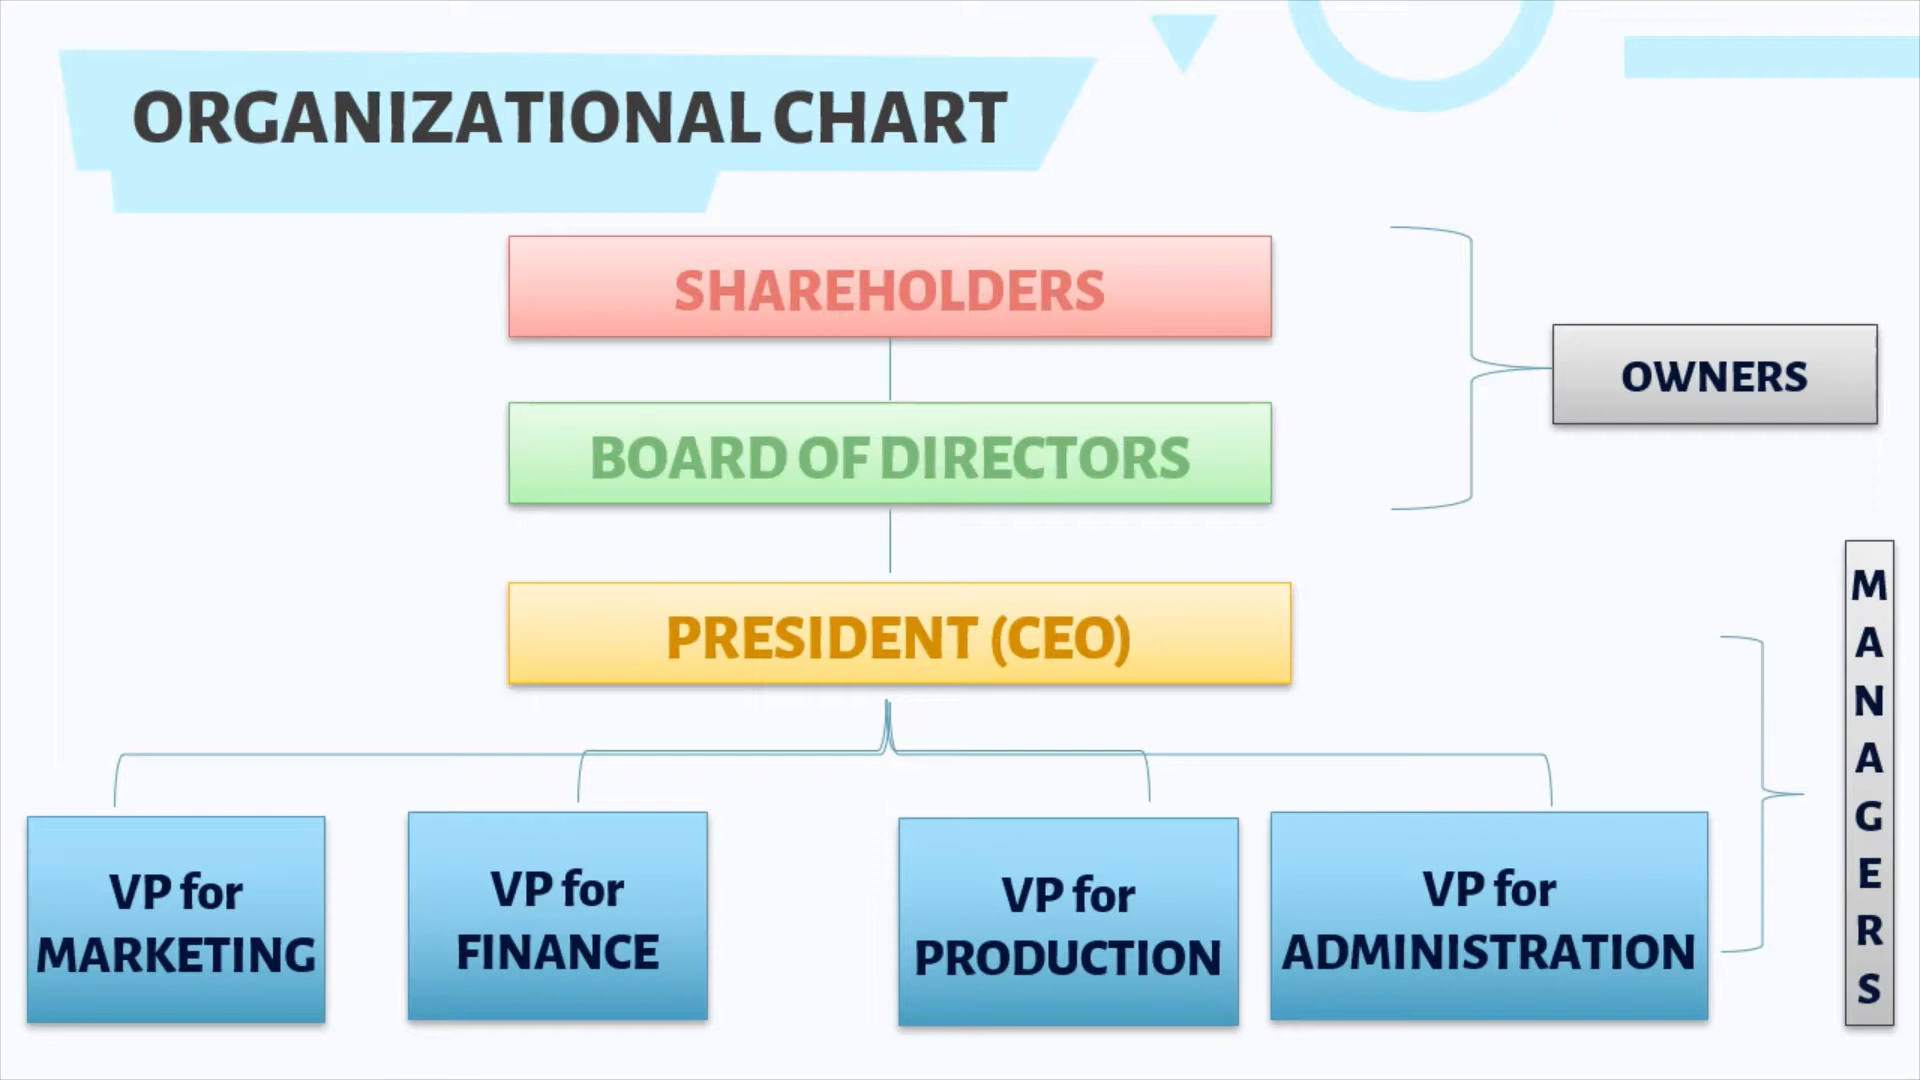 ORGANIZATIONAL CHART
SHAREHOLDERS
OWNERS
BOARD OF DIRECTORS
PRESIDENT (CEO)
MANAGERS
VP for
MARKETING
VP for
FINANCE
VP for
PRODUCTION
VP for
ADMINISTRATION